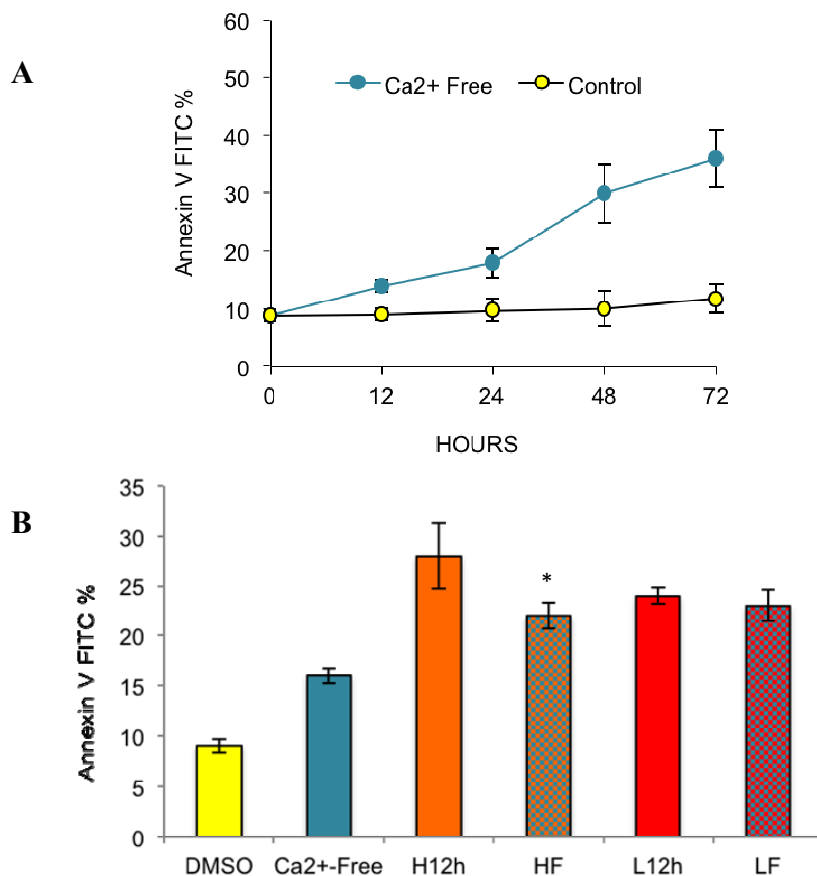 A
60
50
40
30
20
10
0
Annexin V FITC %
Ca2+ Free
Control
0 12 24 48 72
HOURS
B
35
30
25
20
15
10
5
0
Annexin V FITC %
*
DMSO Ca2+-Free H12h HF L12h LF